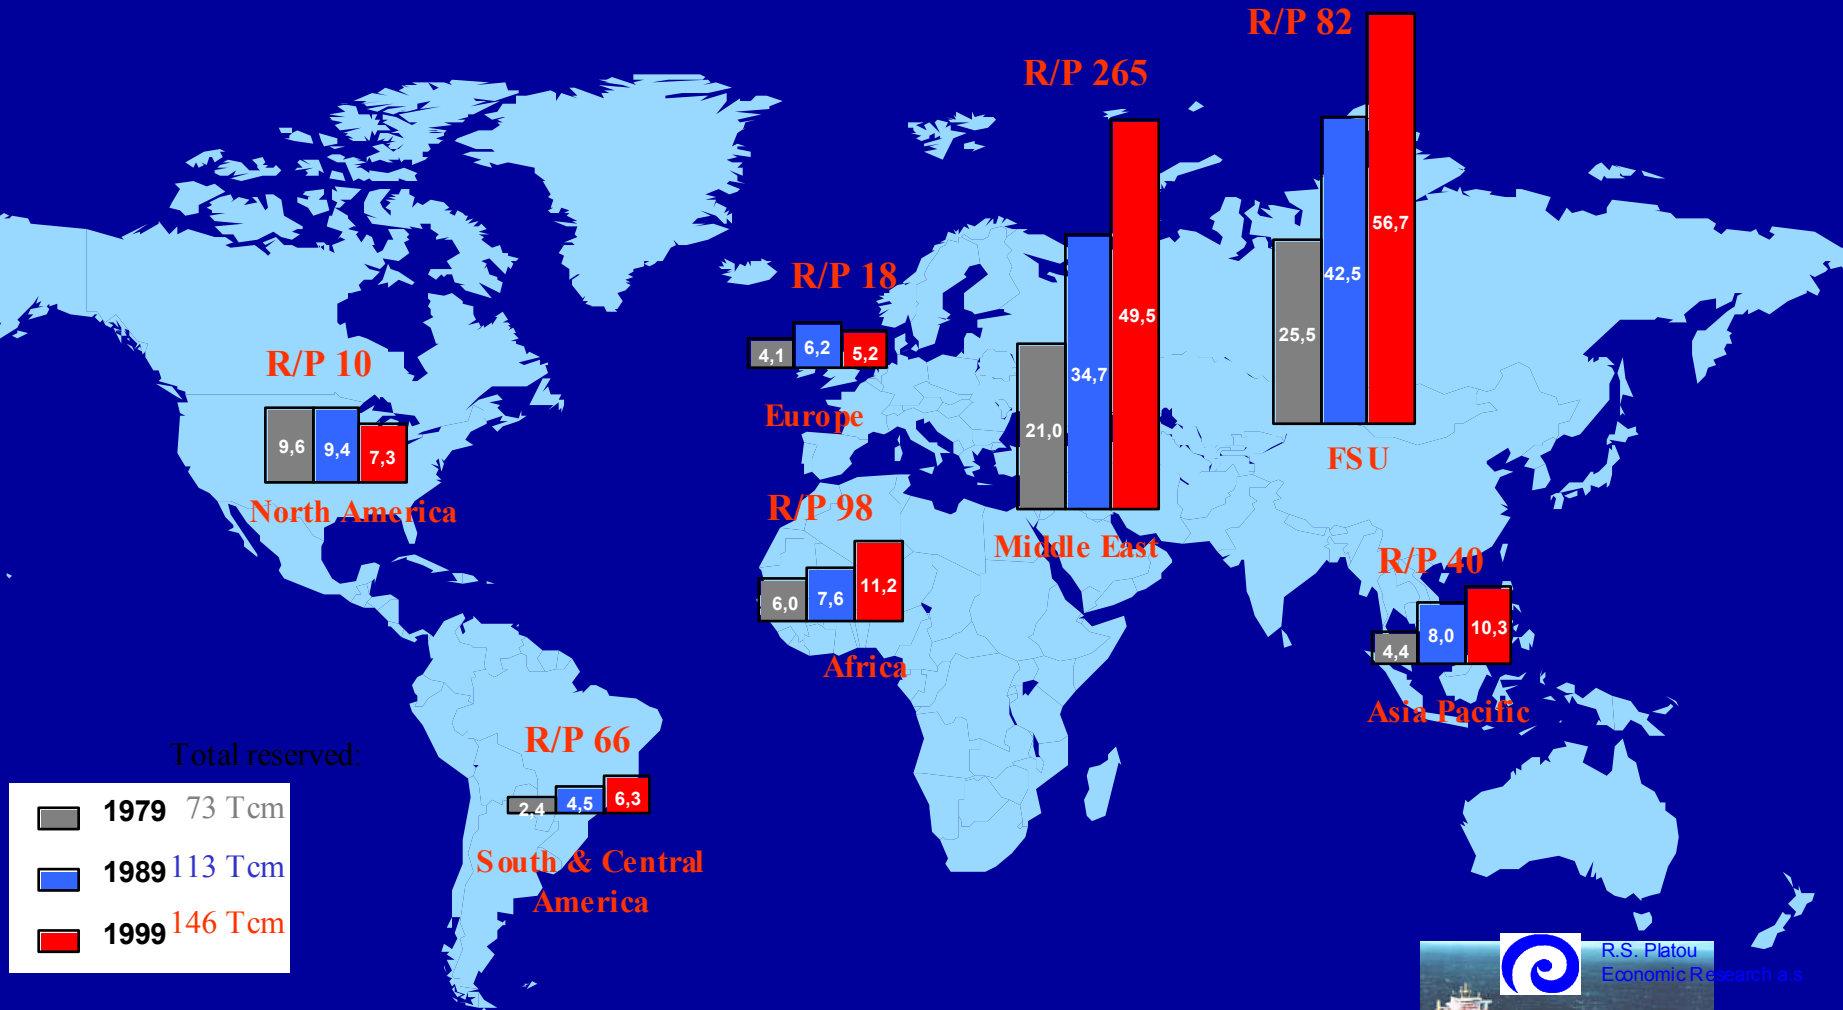 R/P 82
R/P 265
56,7
42,5
25,5
FSU
49,5
34,7
21,0
Middle East
R/P 18
4,1 6,2 5,2
Europe
R/P 10
9,6 9,4 7,3
North America
R/P 98
6,0 7,6 11,2
Africa
R/P 40
4,4 8,0 10,3
Asia Pacific
R/P 66
2,4 4,5 6,3
South & Central
America
Total reserved:
1979 73 Tcm
1989 113 Tcm
1999 146 Tcm
R.S. Platou
Economic Research a.s